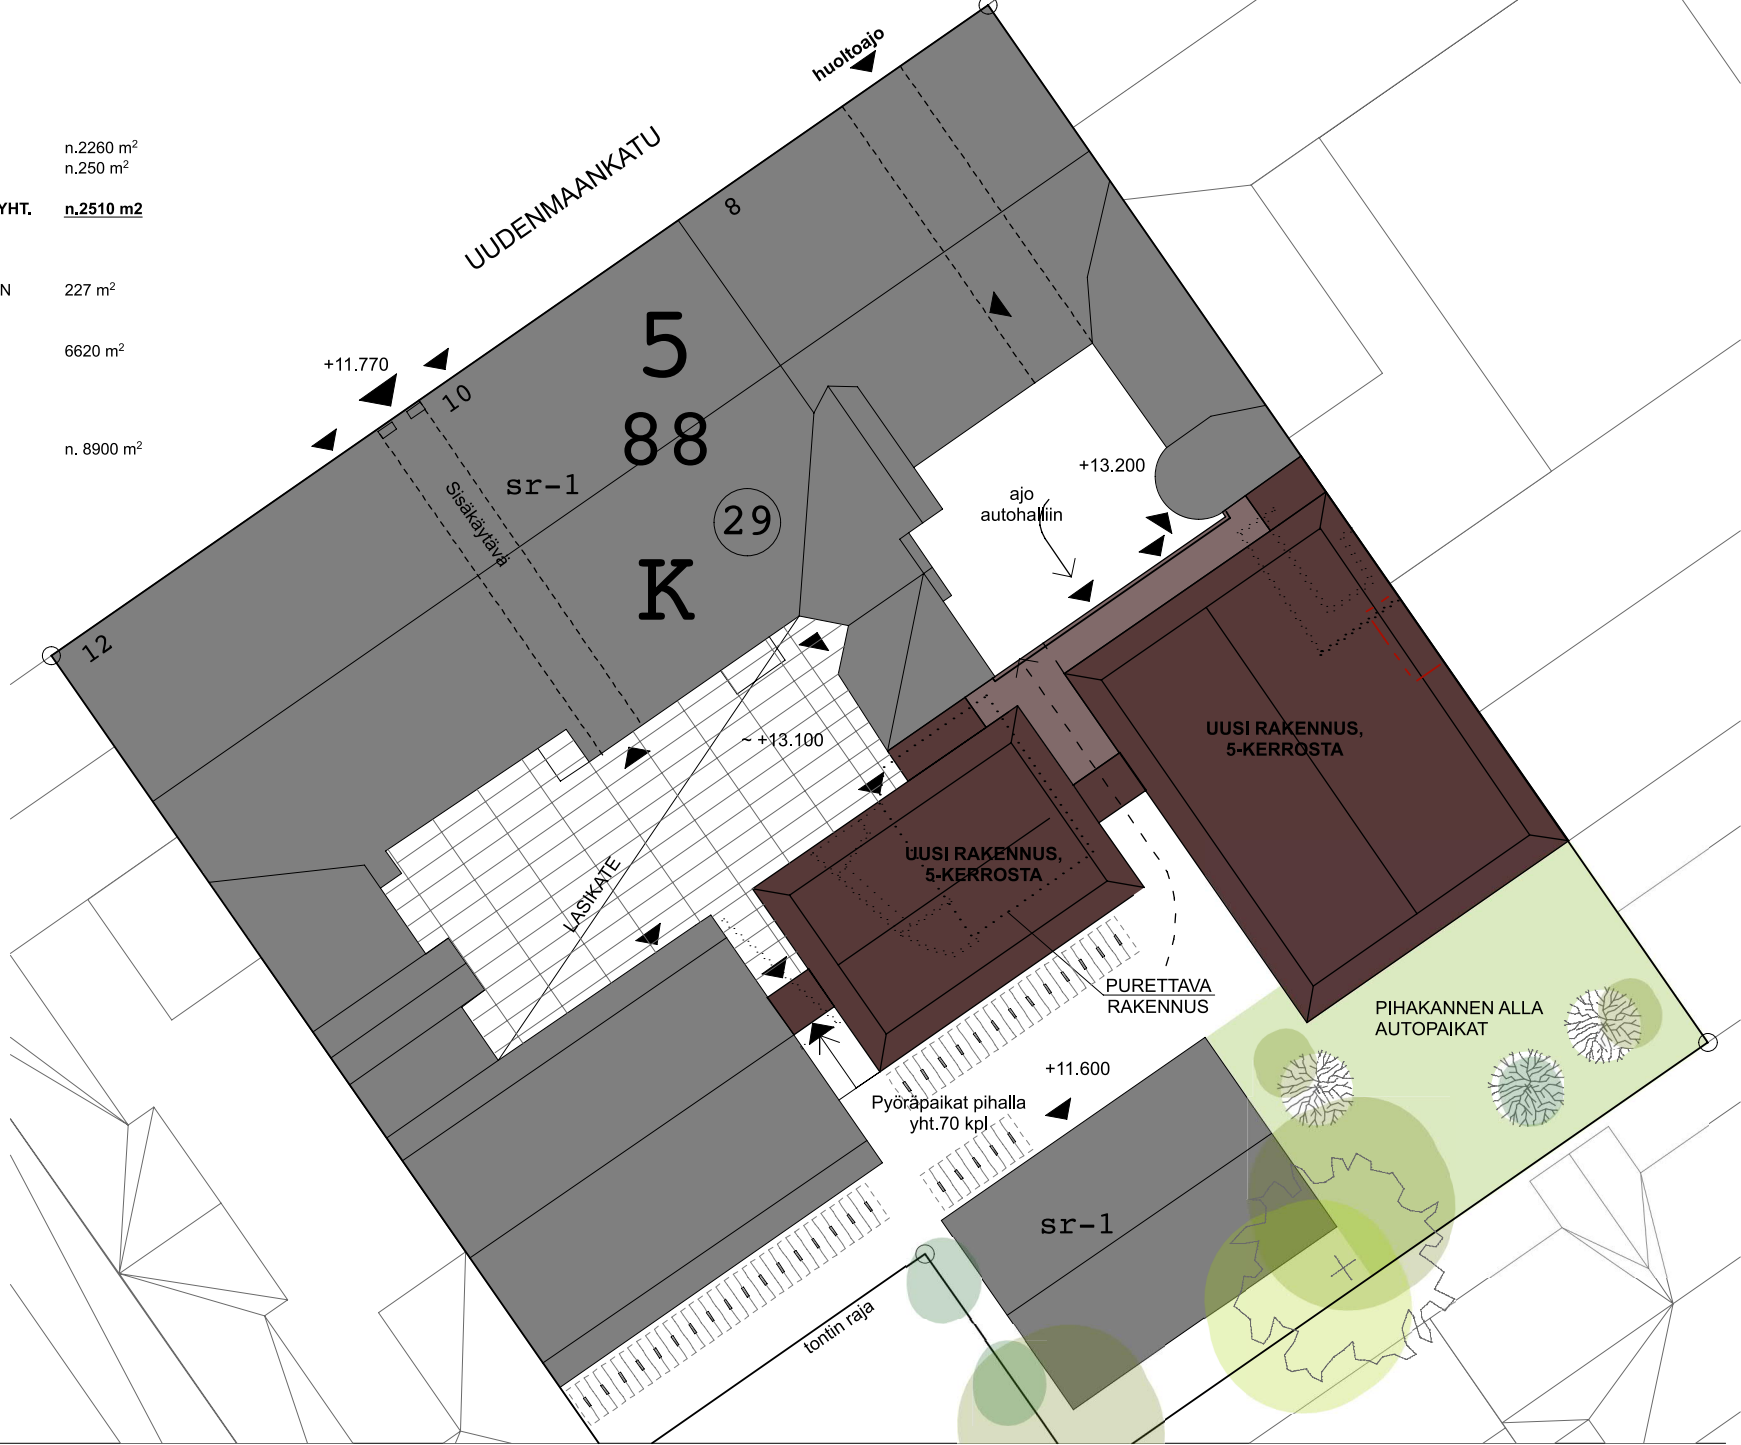 n.2260 m²
n.250 m²
YHT. n.2510 m2
N 227 m²
6620 m²
n. 8900 m²
huoltoajo
UUDENMAANKATU
8
5
+11.770
10
88
sr-1
Sisäkäytävä
29
+13.200
ajo
autohalliin
K
12
~ +13.100
UUSI RAKENNUS,
5-KERROSTA
UUSI RAKENNUS,
5-KERROSTA
LASIKATE
PURETTAVA
RAKENNUS
PIHAKANNEN ALLA
AUTOPAIKAT
+11.600
Pyöräpaikat pihalla
yht.70 kpl
sr-1
tontin raja